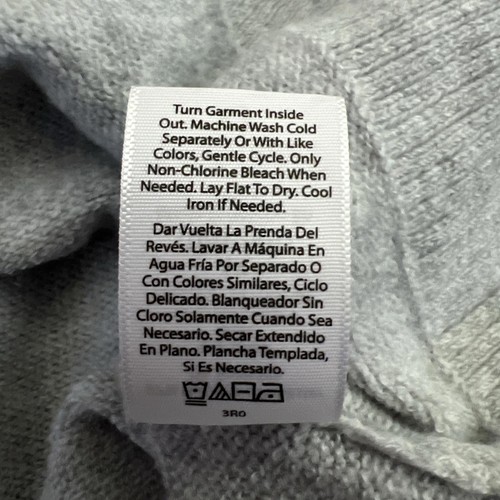 Turn Garment Inside
Out. Machine Wash Cold
Separately Or With Like
Colors, Gentle Cycle. Only
Non-Chlorine Bleach When
Needed. Lay Flat To Dry. Cool
Iron If Needed.
Dar Vuelta La Prenda Del
Revés. Lavar A Máquina En
Agua Fría Por Separado O
Con Colores Similares, Ciclo
Delicado. Blanqueador Sin
Cloro Solamente Cuando Sea
Necesario. Secar Extendido
En Plano. Plancha Templada,
Si Es Necesario.
3R0